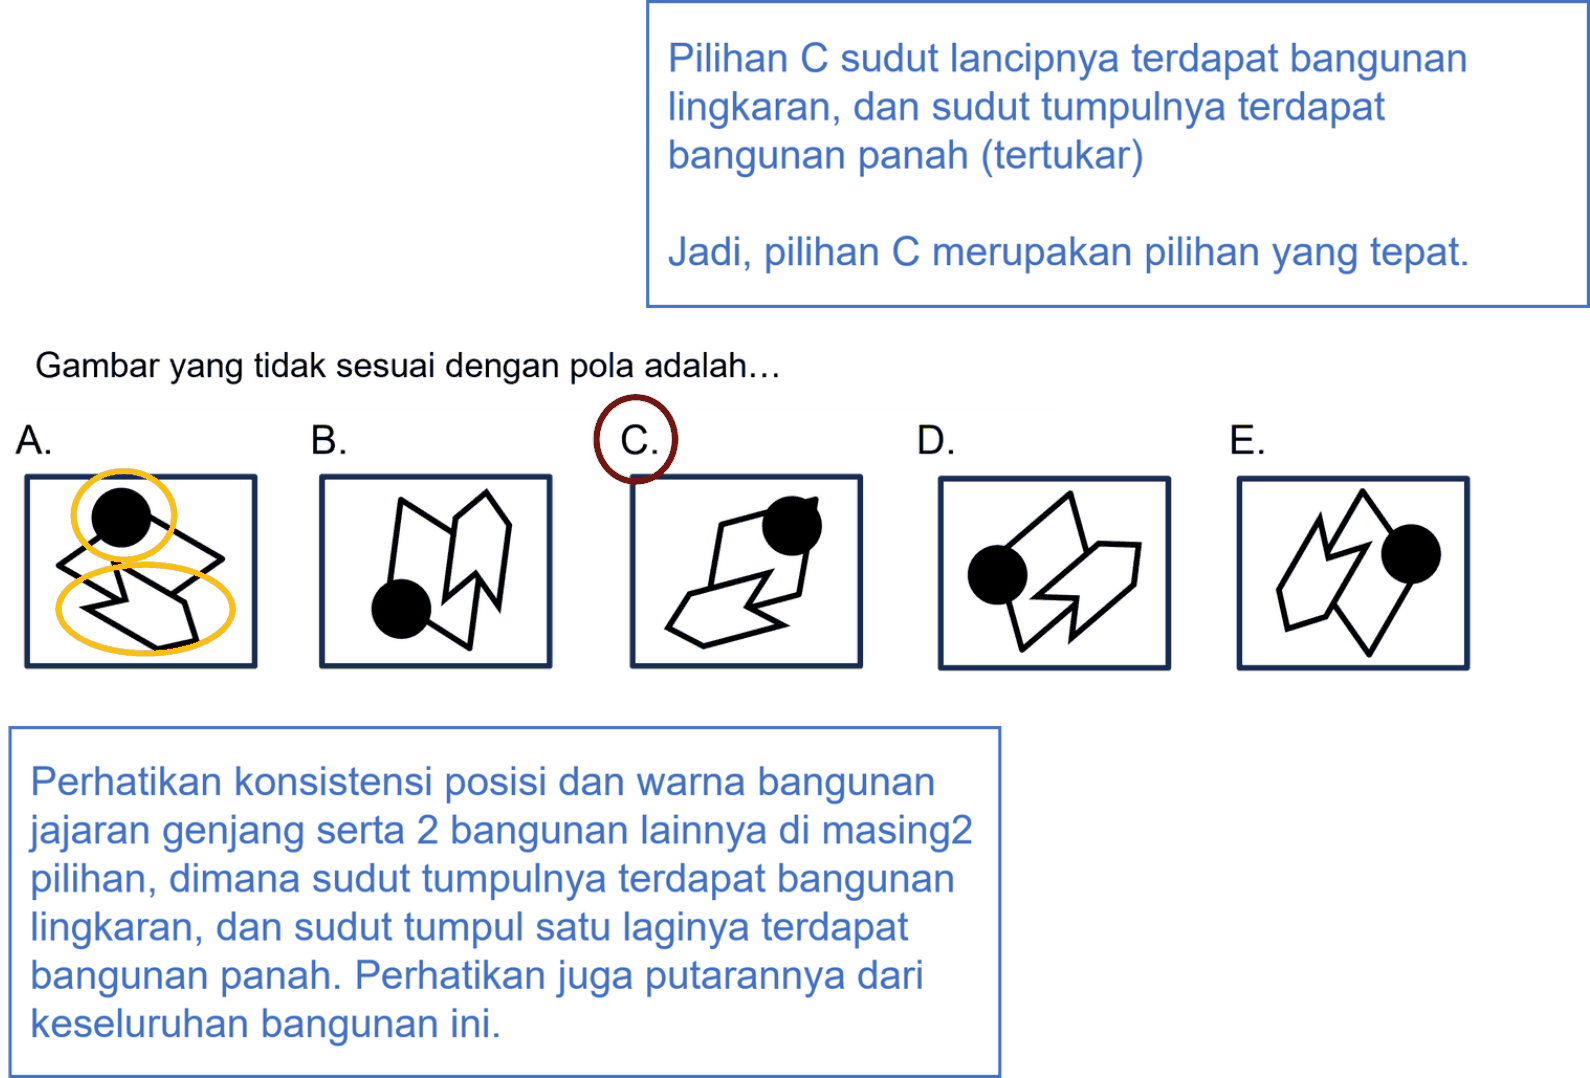 Pilihan C sudut lancipnya terdapat bangunan
lingkaran, dan sudut tumpulnya terdapat
bangunan panah (tertukar)
Jadi, pilihan C merupakan pilihan yang tepat.
Gambar yang tidak sesuai dengan pola adalah...
A. B. C. D. E.
Perhatikan konsistensi posisi dan warna bangunan
jajaran genjang serta 2 bangunan lainnya di masing2
pilihan, dimana sudut tumpulnya terdapat bangunan
lingkaran, dan sudut tumpul satu laginya terdapat
bangunan panah. Perhatikan juga putarannya dari
keseluruhan bangunan ini.